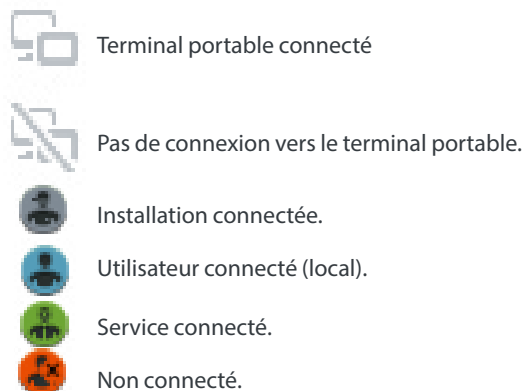 Terminal portable connecté
Pas de connexion vers le terminal portable.
Installation connectée.
Utilisateur connecté (local).
Service connecté.
Non connecté.